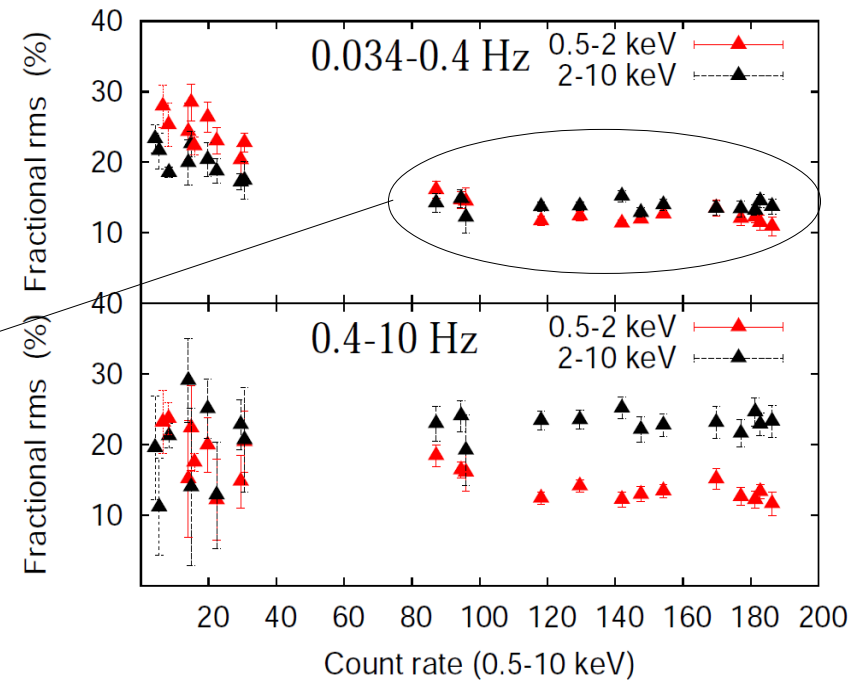 40
0.034-0.4 Hz
0.5-2 keV
2-10 keV
30
20
10
Fractional rms (%)
40
0.4-10 Hz
0.5-2 keV
2-10 keV
30
20
10
Fractional rms (%)
20 40 60 80 100 120 140 160 180 200
Count rate (0.5-10 keV)